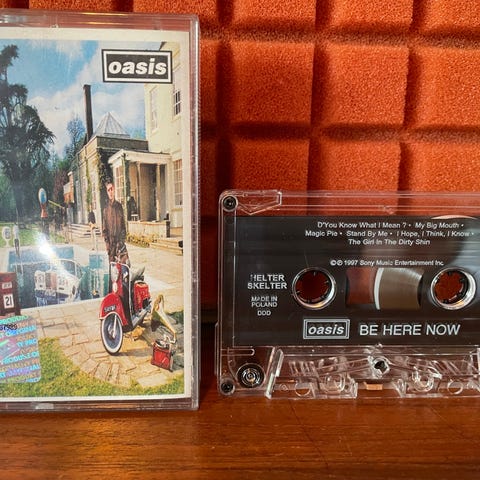 oasis
21
D'You Know What I Mean ? • My Big Mouth •
Magic Pie • Stand By Me • I Hope, I Think, I Know •
The Girl In The Dirty Shin
℗ © 1997 Sony Music Entertainment Inc.
HELTER
SKELTER
MADE IN
POLAND
DDD
oasis BE HERE NOW